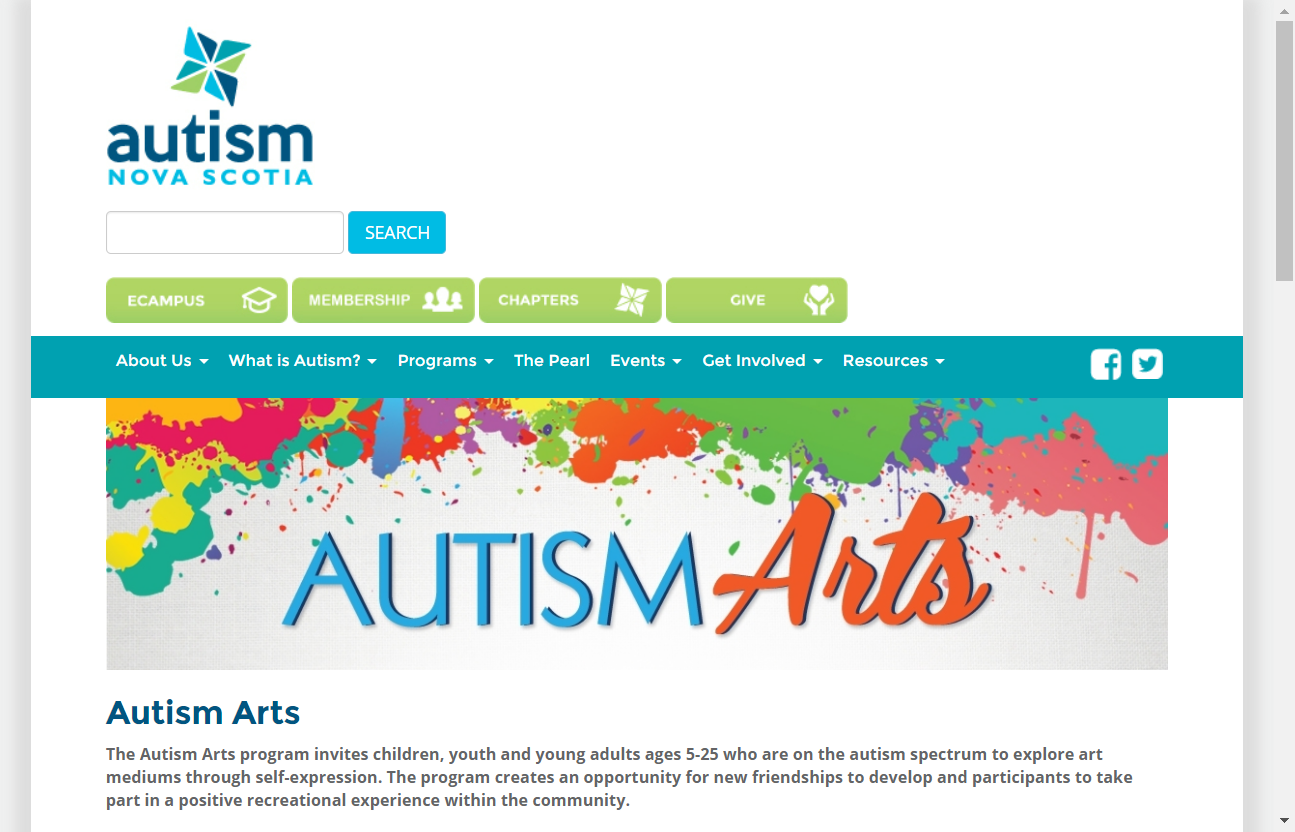 autism
NOVA SCOTIA
SEARCH
ECAMPUS MEMBERSHIP CHAPTERS GIVE
About Us What is Autism? Programs The Pearl Events Get Involved Resources
AUTISM Arts
Autism Arts
The Autism Arts program invites children, youth and young adults ages 5-25 who are on the autism spectrum to explore art
mediums through self-expression. The program creates an opportunity for new friendships to develop and participants to take
part in a positive recreational experience within the community.